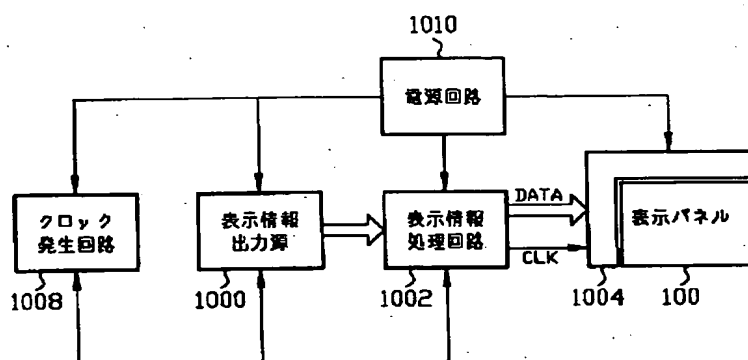 1010
電源回路
クロック
発生回路
表示情報
出力源
表示情報
処理回路
DATA
CLK
表示パネル
1008
1000
1002
1004
100